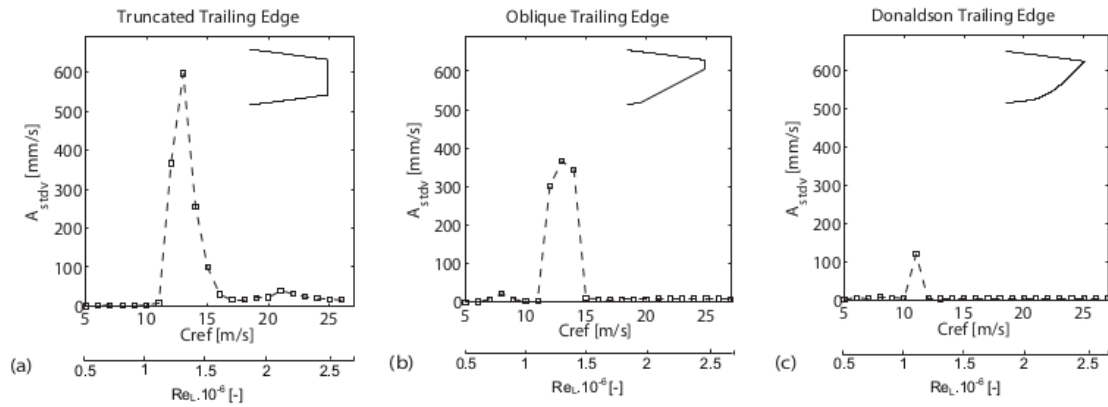 Truncated Trailing Edge
600
500
400
300
200
100
0
A stdv [mm/s]
5 10 15 20 25
Cref [m/s]
(a)
0.5 1 1.5 2 2.5
Re_L.10^-6 [-]
Oblique Trailing Edge
600
500
400
300
200
100
0
A stdv [mm/s]
5 10 15 20 25
Cref [m/s]
(b)
0.5 1 1.5 2 2.5
Re_L.10^-6 [-]
Donaldson Trailing Edge
600
500
400
300
200
100
0
A stdv [mm/s]
5 10 15 20 25
Cref [m/s]
(c)
0.5 1 1.5 2 2.5
Re_L.10^-6 [-]